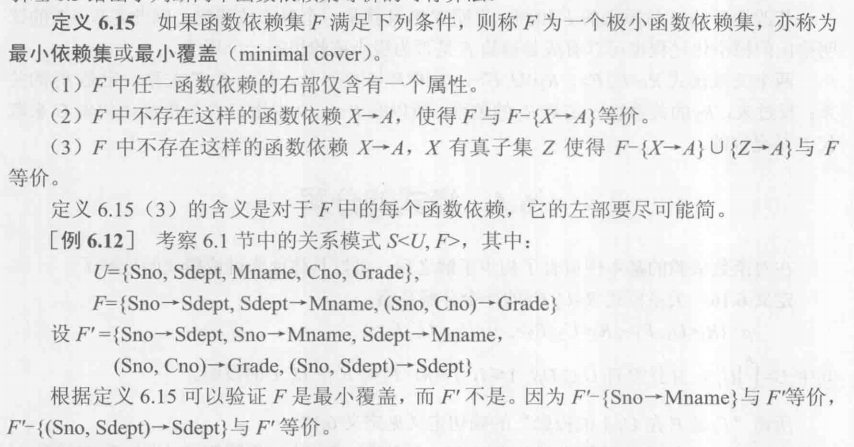 定义 6.15 如果函数依赖集 F 满足下列条件，则称 F 为一个极小函数依赖集，亦称为
最小依赖集或最小覆盖（minimal cover）。
（1）F 中任一函数依赖的右部仅含有一个属性。
（2）F 中不存在这样的函数依赖 X→A，使得 F 与 F-{X→A}等价。
（3）F 中不存在这样的函数依赖 X→A，X 有真子集 Z 使得 F-{X→A}∪{Z→A}与 F
等价。
定义 6.15（3）的含义是对于 F 中的每个函数依赖，它的左部要尽可能简。
［例 6.12］ 考察 6.1 节中的关系模式 S<U, F>，其中：
U={Sno, Sdept, Mname, Cno, Grade},
F={Sno→Sdept, Sdept→Mname, (Sno, Cno)→Grade}
设 F′={Sno→Sdept, Sno→Mname, Sdept→Mname,
(Sno, Cno)→Grade, (Sno, Sdept)→Sdept}
根据定义 6.15 可以验证 F 是最小覆盖，而 F′不是。因为 F′-{Sno→Mname}与 F′等价，
F′-{(Sno, Sdept)→Sdept}与 F′等价。